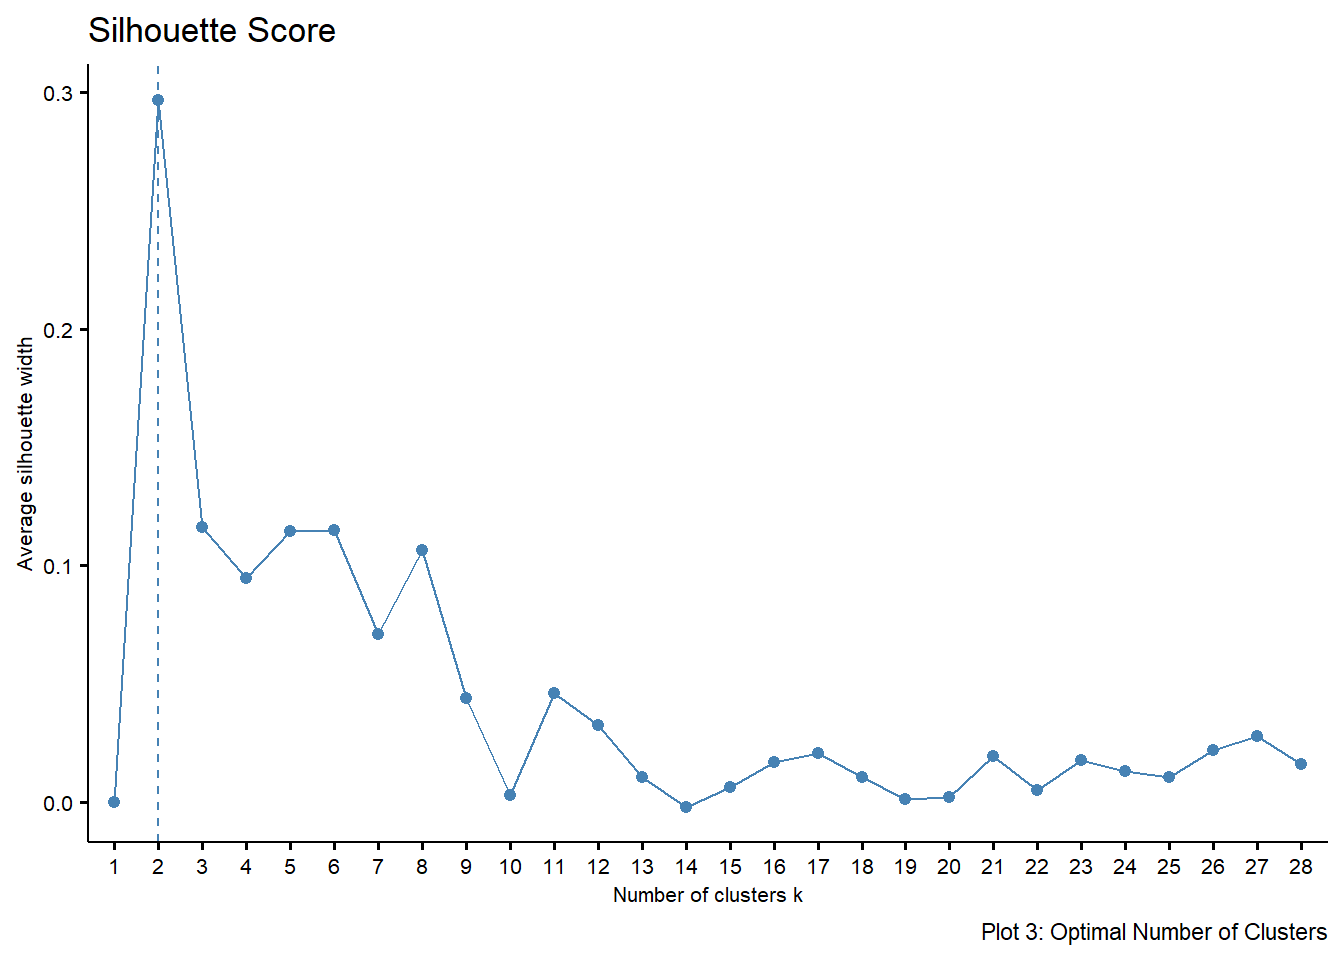 Silhouette Score
Average silhouette width
0.3
0.2
0.1
0.0
1 2 3 4 5 6 7 8 9 10 11 12 13 14 15 16 17 18 19 20 21 22 23 24 25 26 27 28
Number of clusters k
Plot 3: Optimal Number of Clusters